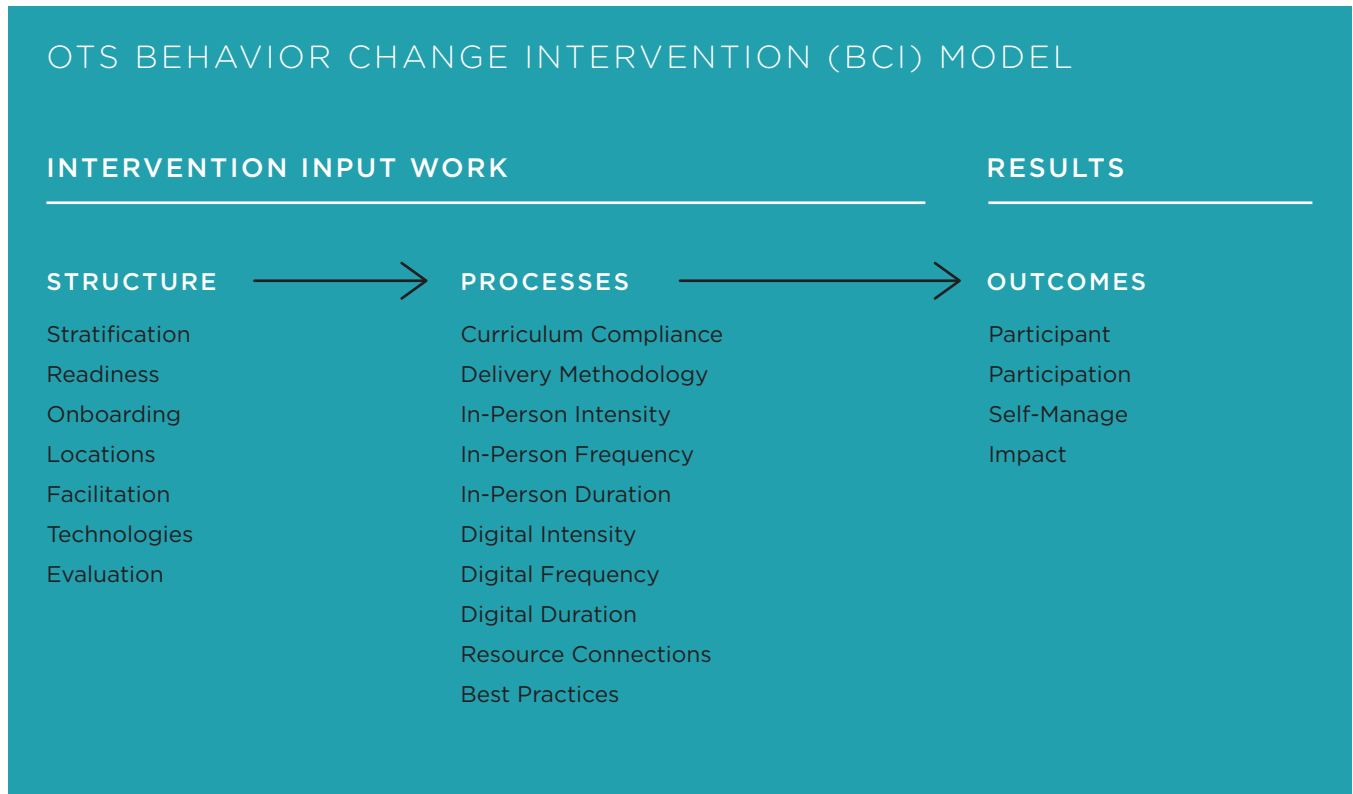 OTS BEHAVIOR CHANGE INTERVENTION (BCI) MODEL
INTERVENTION INPUT WORK
RESULTS
STRUCTURE
Stratification
Readiness
Onboarding
Locations
Facilitation
Technologies
Evaluation
PROCESSES
Curriculum Compliance
Delivery Methodology
In-Person Intensity
In-Person Frequency
In-Person Duration
Digital Intensity
Digital Frequency
Digital Duration
Resource Connections
Best Practices
OUTCOMES
Participant
Participation
Self-Manage
Impact